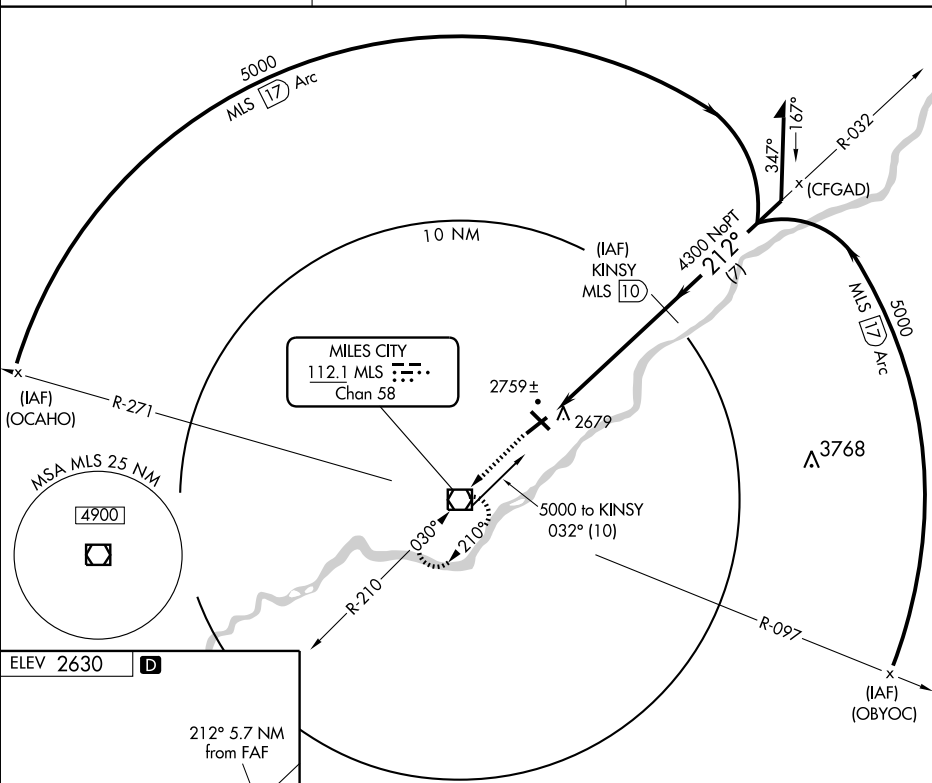 5000
MLS 17 Arc
167°
347°
R-032
(CFGAD)
10 NM
4300 NoPT
212°
(7)
(IAF)
KINSY
MLS 10
5000
MLS 17 Arc
MILES CITY
112.1 MLS
Chan 58
2759±
2679
3768
(IAF)
(OCAHO)
R-271
MSA MLS 25 NM
4900
5000 to KINSY
032° (10)
030°
210°
R-210
R-097
(IAF)
(OBYOC)
ELEV 2630 D
212° 5.7 NM
from FAF